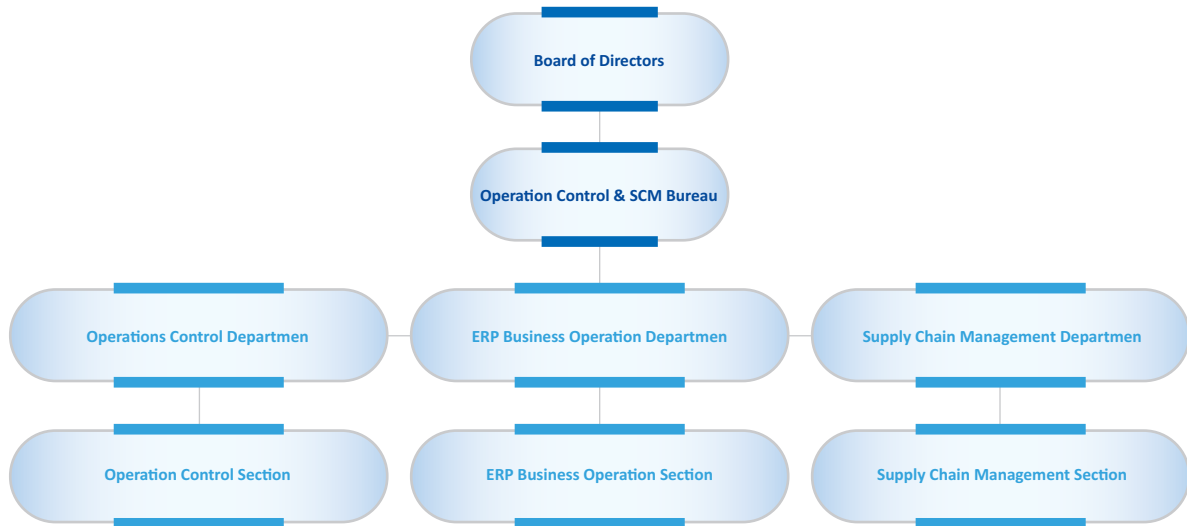 Board of Directors
Operation Control & SCM Bureau
Operations Control Departmen
ERP Business Operation Departmen
Supply Chain Management Departmen
Operation Control Section
ERP Business Operation Section
Supply Chain Management Section